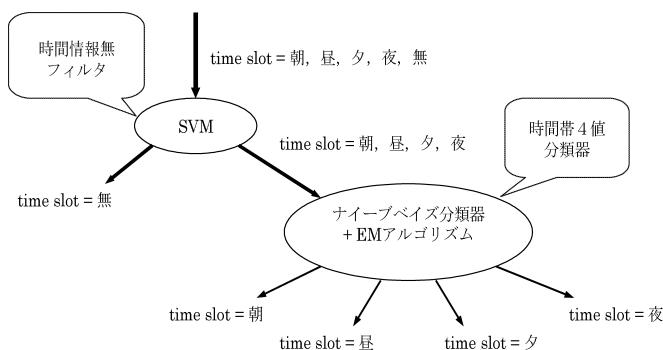 時間情報無
フィルタ
time slot = 朝, 昼, 夕, 夜, 無
SVM
time slot = 朝, 昼, 夕, 夜
時間帯４値
分類器
time slot = 無
ナイーブベイズ分類器
+ EMアルゴリズム
time slot = 朝
time slot = 昼
time slot = 夕
time slot = 夜